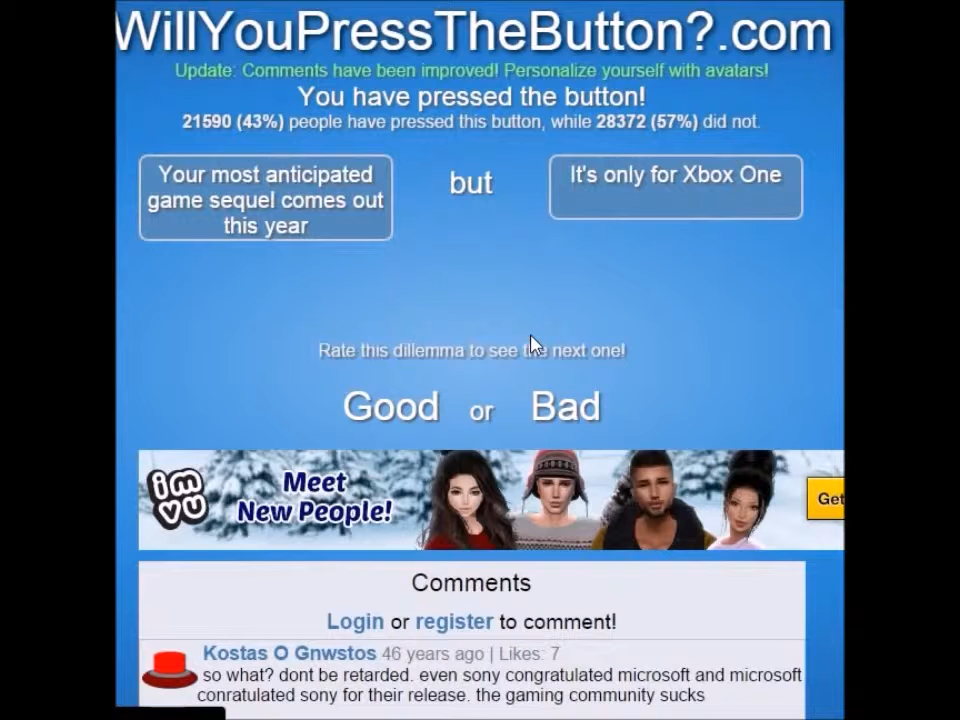 WillYouPressTheButton?.com
Update: Comments have been improved! Personalize yourself with avatars!
You have pressed the button!
21590 (43%) people have pressed this button, while 28372 (57%) did not.
Your most anticipated
game sequel comes out
this year
but
It's only for Xbox One
Rate this dillemma to see the next one!
Good or Bad
imvu
Meet
New People!
Get
Comments
Login or register to comment!
Kostas O Gnwstos 46 years ago | Likes: 7
so what? dont be retarded. even sony congratulated microsoft and microsoft
conratulated sony for their release. the gaming community sucks